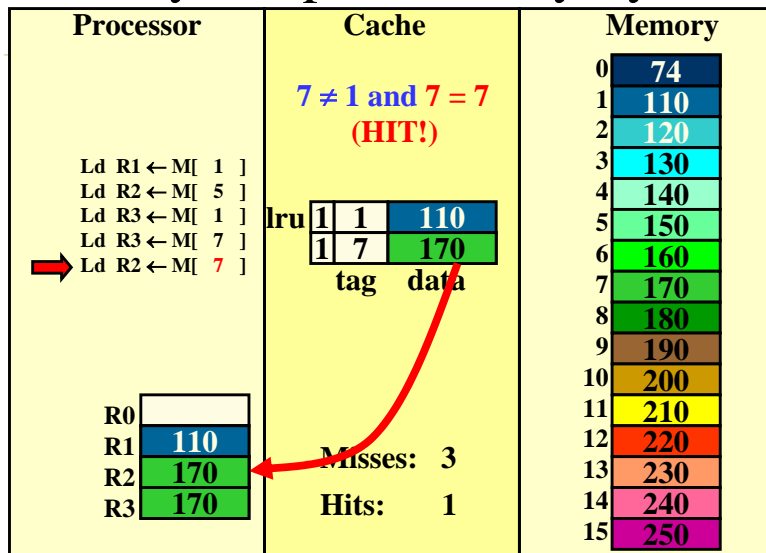 Processor
Cache
Memory
7 ≠ 1 and 7 = 7
(HIT!)
Ld R1 ← M[ 1 ]
Ld R2 ← M[ 5 ]
Ld R3 ← M[ 1 ]
Ld R3 ← M[ 7 ]
Ld R2 ← M[ 7 ]
lru 1 1 110
1 7 170
tag data
R0
R1 110
R2 170
R3 170
Misses: 3
Hits: 1
0 74
1 110
2 120
3 130
4 140
5 150
6 160
7 170
8 180
9 190
10 200
11 210
12 220
13 230
14 240
15 250